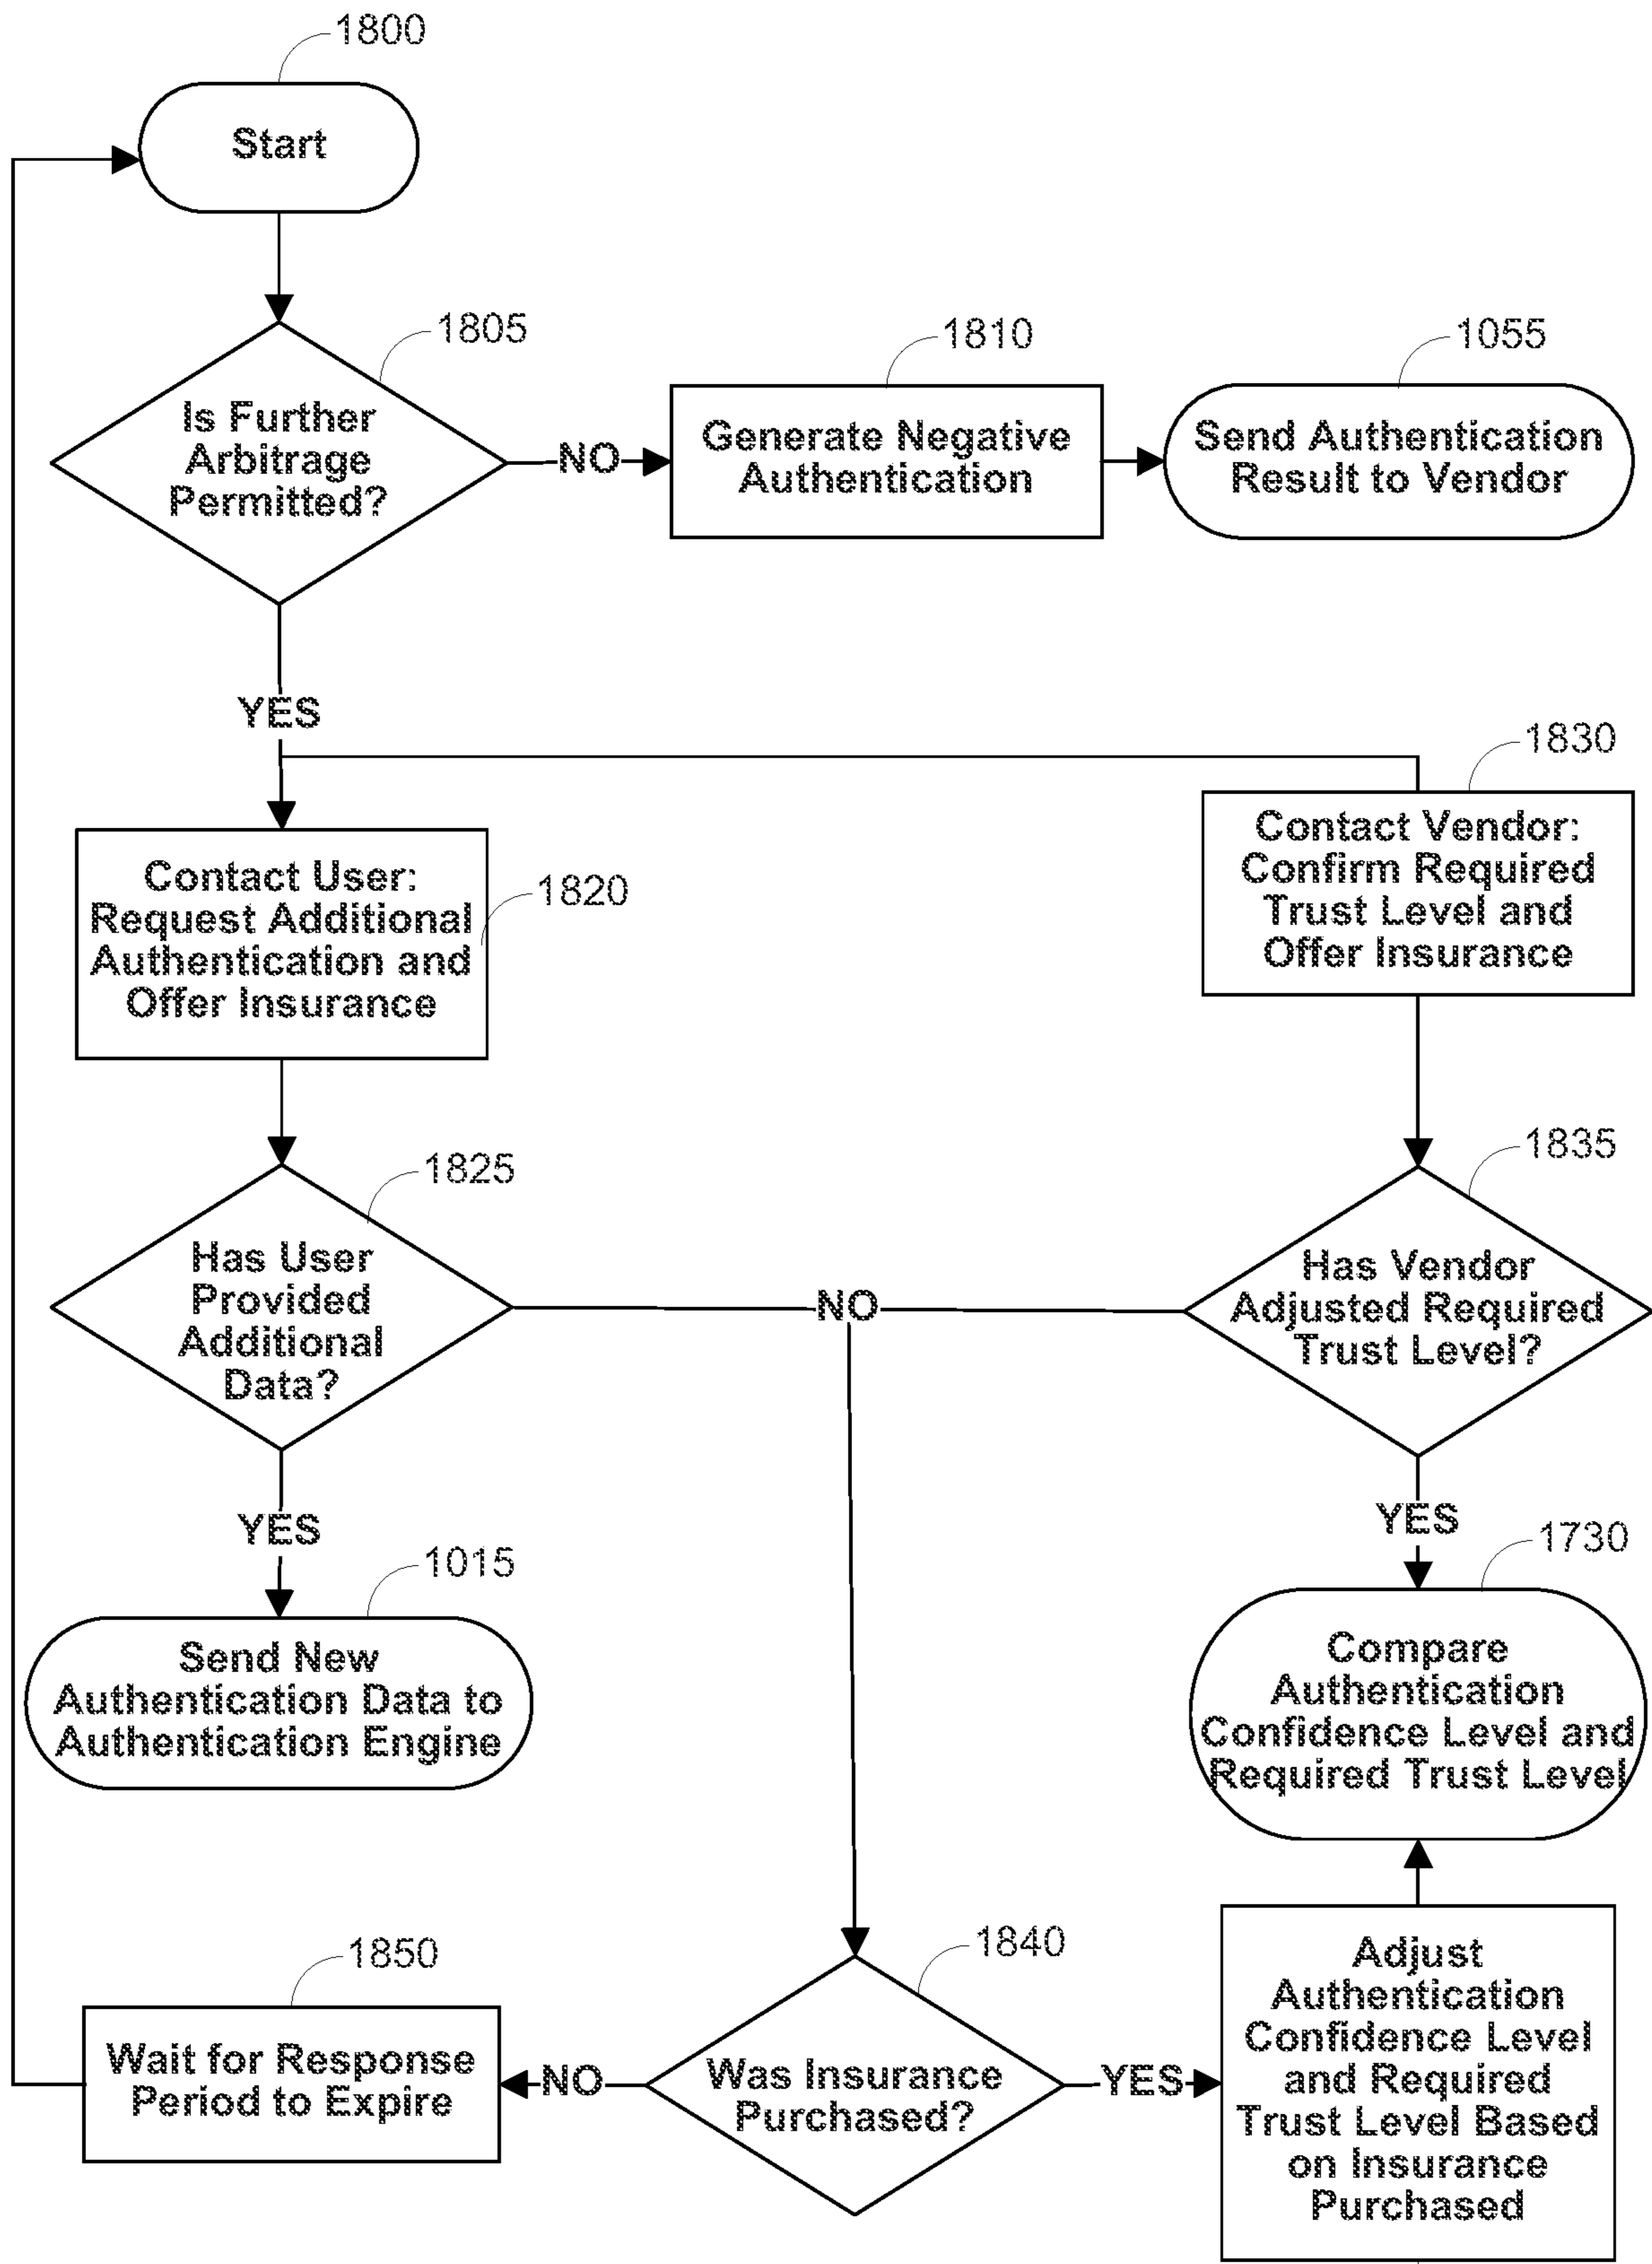 1800
Start
1805
Is Further
Arbitrage
Permitted?
NO
1810
Generate Negative
Authentication
1055
Send Authentication
Result to Vendor
YES
1820
Contact User:
Request Additional
Authentication and
Offer Insurance
1830
Contact Vendor:
Confirm Required
Trust Level and
Offer Insurance
1825
Has User
Provided
Additional
Data?
NO
1835
Has Vendor
Adjusted Required
Trust Level?
YES
1015
Send New
Authentication Data to
Authentication Engine
YES
1730
Compare
Authentication
Confidence Level and
Required Trust Level
1850
Wait for Response
Period to Expire
NO
1840
Was Insurance
Purchased?
YES
Adjust
Authentication
Confidence Level
and Required
Trust Level Based
on Insurance
Purchased